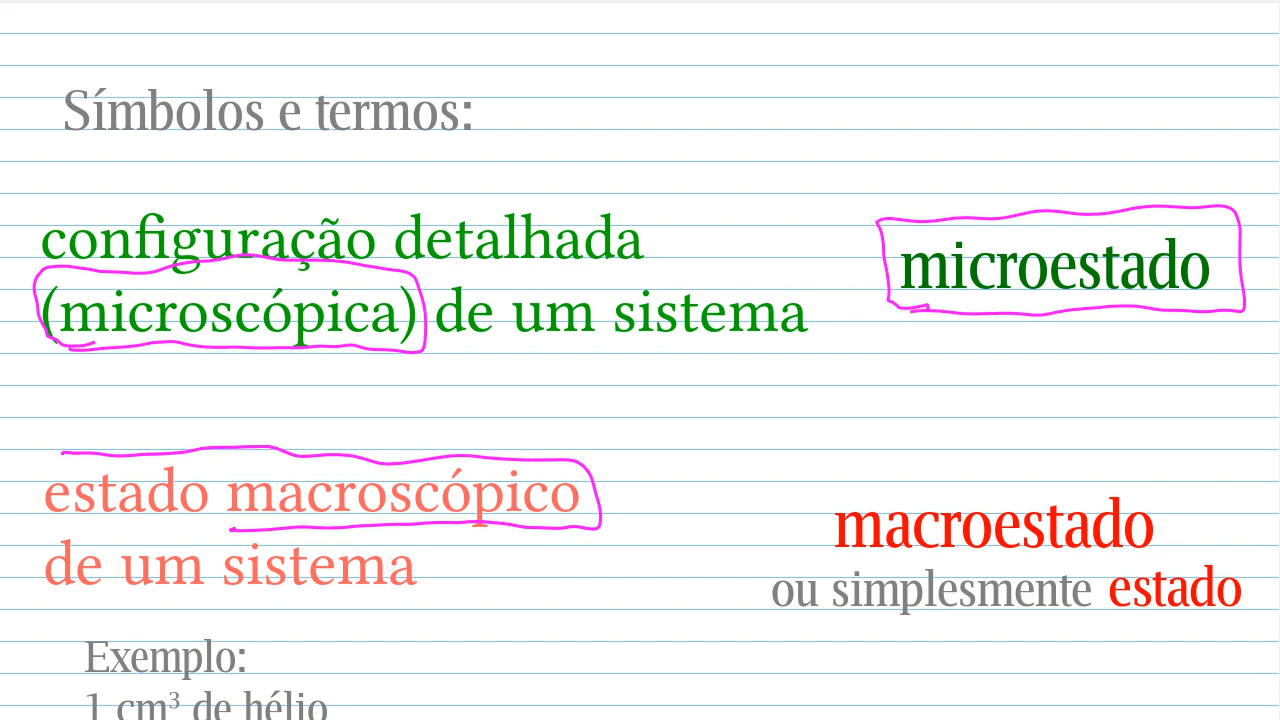 Símbolos e termos:
configuração detalhada
(microscópica) de um sistema
microestado
estado macroscópico
de um sistema
macroestado
ou simplesmente estado
Exemplo:
1 cm³ de hélio